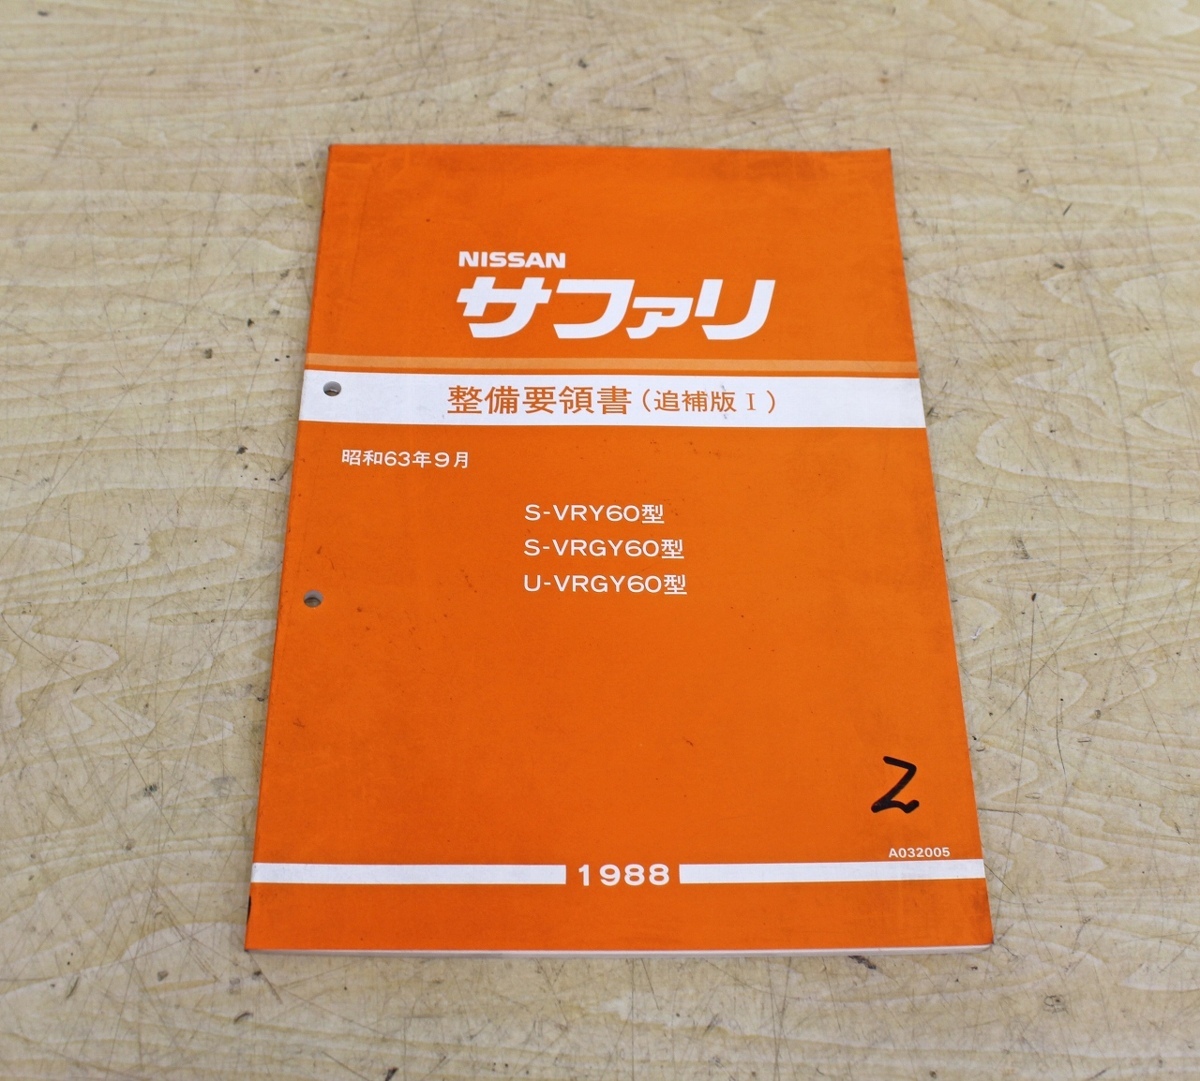 NISSAN
サファリ
整備要領書（追補版Ⅰ）
昭和63年9月
S-VRY60型
S-VRGY60型
U-VRGY60型
Z
A032005
1988